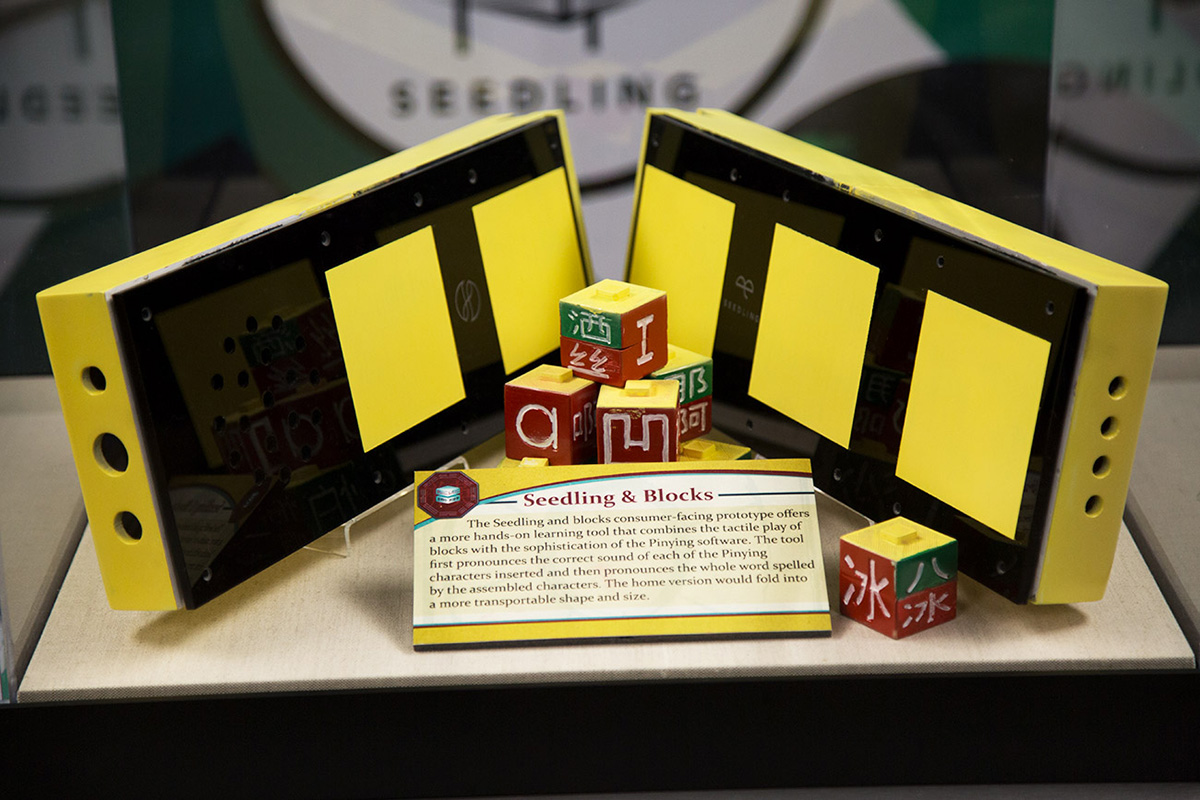 SEEDLING
SEEDLING
酒
丝
I
a
那
阿
Seedling & Blocks
The Seedling and blocks consumer-facing prototype offers
a more hands-on learning tool that combines the tactile play of
blocks with the sophistication of the Pinying software. The tool
first pronounces the correct sound of each of the Pinying
characters inserted and then pronounces the whole word spelled
by the assembled characters. The home version would fold into
a more transportable shape and size.
冰
八
冰